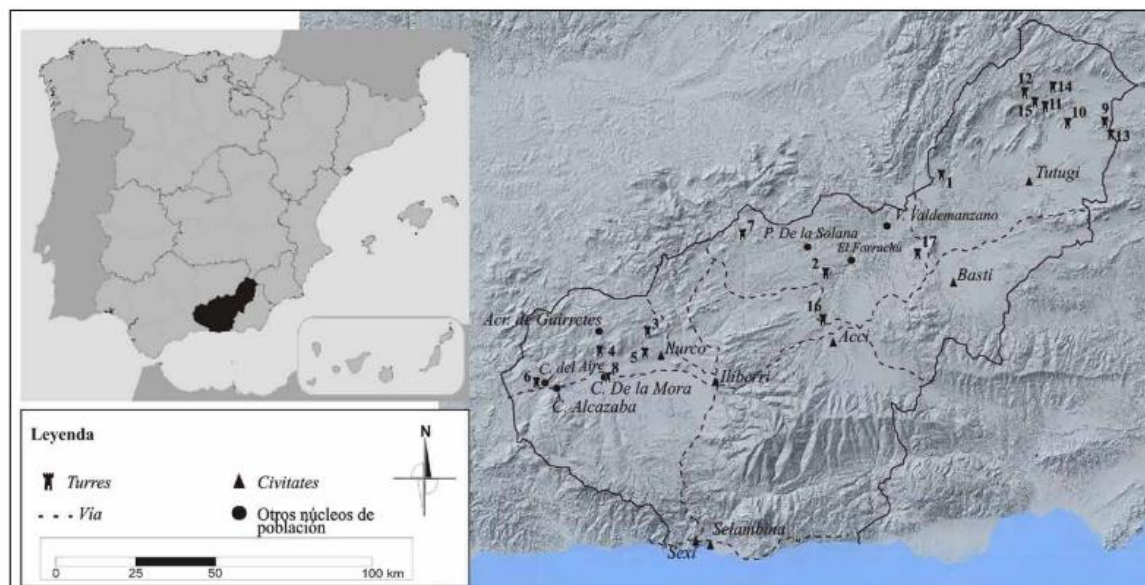 12
14
15
11
10
9
13
1
Tutugi
V. Valdemanzano
7
P. De la Solana
El Forruchu
17
2
Basti
16
Acci
Acr. de Guirretes
3
4
5
Nurco
C. del Aire
8
6
Iliberri
C. De la Mora
C. Alcazaba
Selambina
Sexi
Leyenda
N
Turres
Civitates
Via
Otros núcleos de
población
0 25 50 100 km